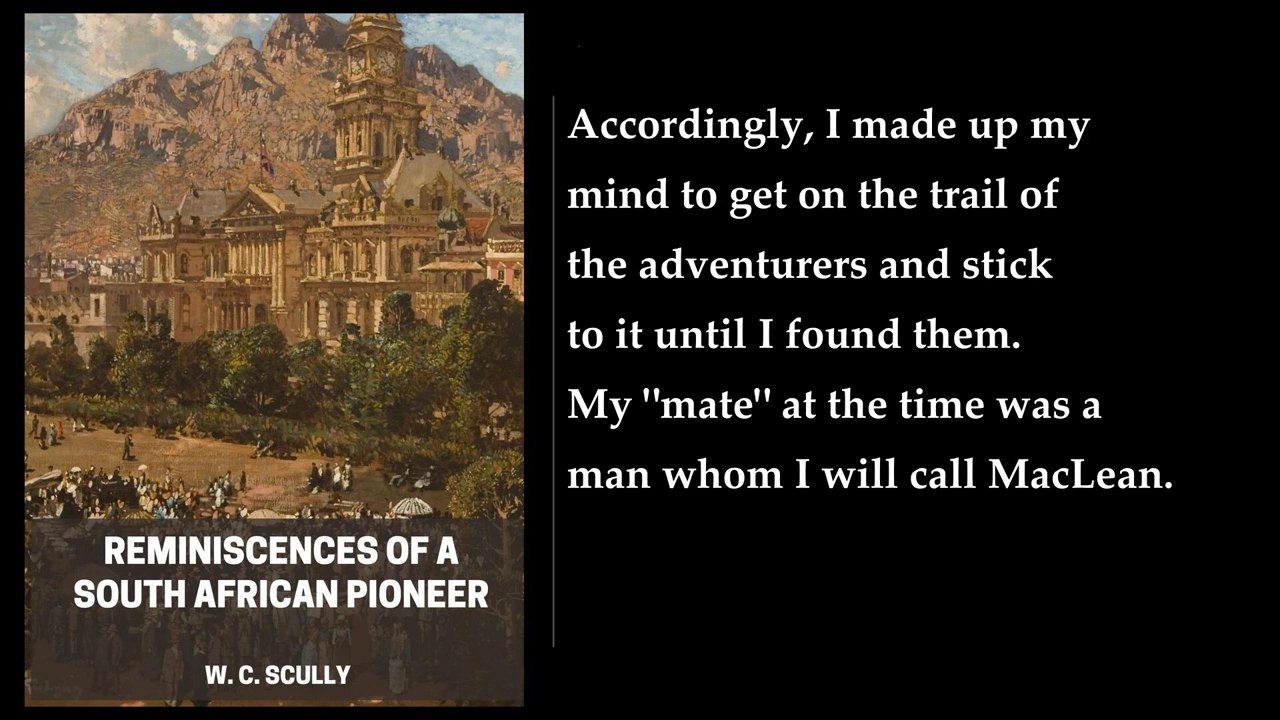 Accordingly, I made up my
mind to get on the trail of
the adventurers and stick
to it until I found them.
My "mate" at the time was a
man whom I will call MacLean.
REMINISCENCES OF A
SOUTH AFRICAN PIONEER
W. C. SCULLY